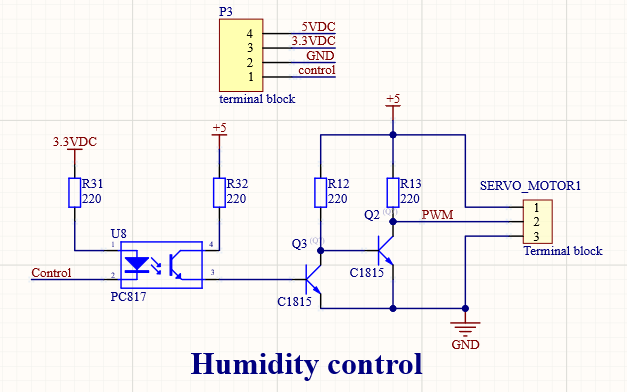 P3
4 5VDC
3 3.3VDC
2 GND
1 control
terminal block
+5
3.3VDC +5
R31 R32 R12 R13
220 220 220 220
SERVO_MOTOR1
Q2 PWM
1
2
3
U8
Q3
1 4
Control 2 3
C1815
Terminal block
PC817
C1815
GND
Humidity control